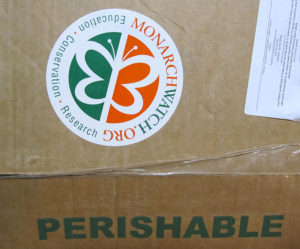 MONARCHWATCH.ORG
Education · Conservation · Research
PERISHABLE